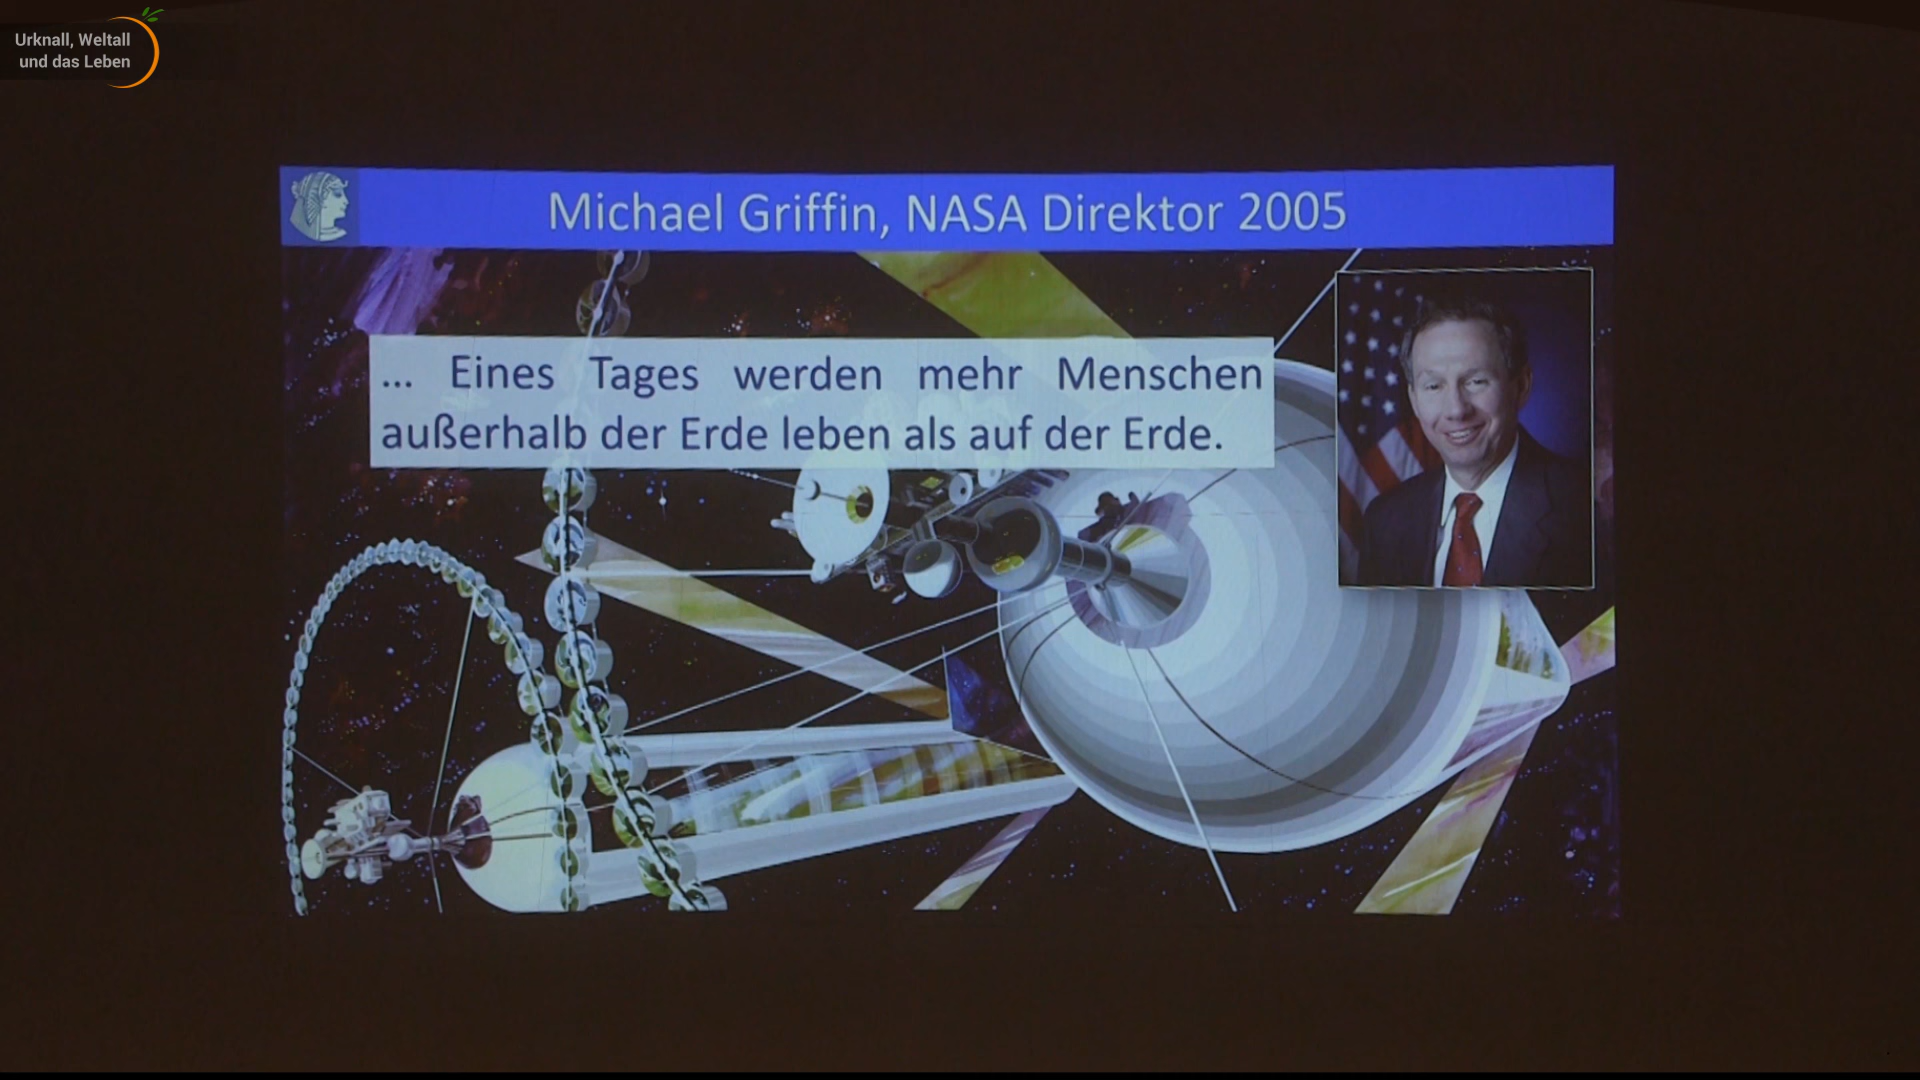 Urknall, Weltall
und das Leben
Michael Griffin, NASA Direktor 2005
... Eines Tages werden mehr Menschen
außerhalb der Erde leben als auf der Erde.